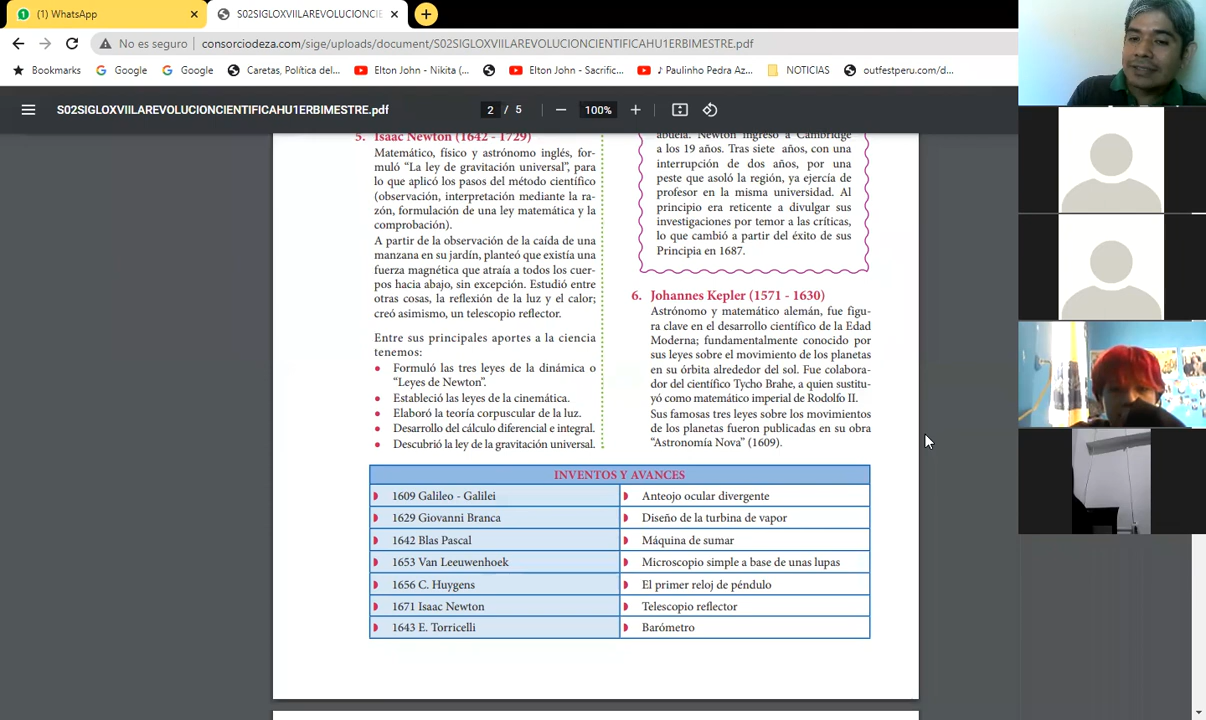 (1) WhatsApp
S02SIGLOXVIILAREVOLUCIONCIENTIF
No es seguro
consorciodeza.com/sige/uploads/document/S02SIGLOXVIILAREVOLUCIONCIENTIFICAHU1ERBIMESTRE.pdf
Bookmarks
Google
Google
Caretas, Política del...
Elton John - Nikita (...
Elton John - Sacrific...
♪ Paulinho Pedra Az...
NOTICIAS
outfestperu.com/d...
S02SIGLOXVIILAREVOLUCIONCIENTIFICAHU1ERBIMESTRE.pdf
2 / 5
100%
5. Isaac Newton (1642 - 1729)
Matemático, físico y astrónomo inglés, for-
muló “La ley de gravitación universal”, para
lo que aplicó los pasos del método científico
(observación, interpretación mediante la ra-
zón, formulación de una ley matemática y la
comprobación).
A partir de la observación de la caída de una
manzana en su jardín, planteó que existía una
fuerza magnética que atraía a todos los cuer-
pos hacia abajo, sin excepción. Estudió entre
otras cosas, la reflexión de la luz y el calor;
creó asimismo, un telescopio reflector.
Entre sus principales aportes a la ciencia
tenemos:
• Formuló las tres leyes de la dinámica o
“Leyes de Newton”.
• Estableció las leyes de la cinemática.
• Elaboró la teoría corpuscular de la luz.
• Desarrollo del cálculo diferencial e integral.
• Descubrió la ley de la gravitación universal.
abuela. Newton ingresó a Cambridge
a los 19 años. Tras siete años, con una
interrupción de dos años, por una
peste que asoló la región, ya ejercía de
profesor en la misma universidad. Al
principio era reticente a divulgar sus
investigaciones por temor a las críticas,
lo que cambió a partir del éxito de sus
Principia en 1687.
6. Johannes Kepler (1571 - 1630)
Astrónomo y matemático alemán, fue figu-
ra clave en el desarrollo científico de la Edad
Moderna; fundamentalmente conocido por
sus leyes sobre el movimiento de los planetas
en su órbita alrededor del sol. Fue colabora-
dor del científico Tycho Brahe, a quien sustitu-
yó como matemático imperial de Rodolfo II.
Sus famosas tres leyes sobre los movimientos
de los planetas fueron publicadas en su obra
“Astronomía Nova” (1609).
INVENTOS Y AVANCES
1609 Galileo - Galilei
Anteojo ocular divergente
1629 Giovanni Branca
Diseño de la turbina de vapor
1642 Blas Pascal
Máquina de sumar
1653 Van Leeuwenhoek
Microscopio simple a base de unas lupas
1656 C. Huygens
El primer reloj de péndulo
1671 Isaac Newton
Telescopio reflector
1643 E. Torricelli
Barómetro